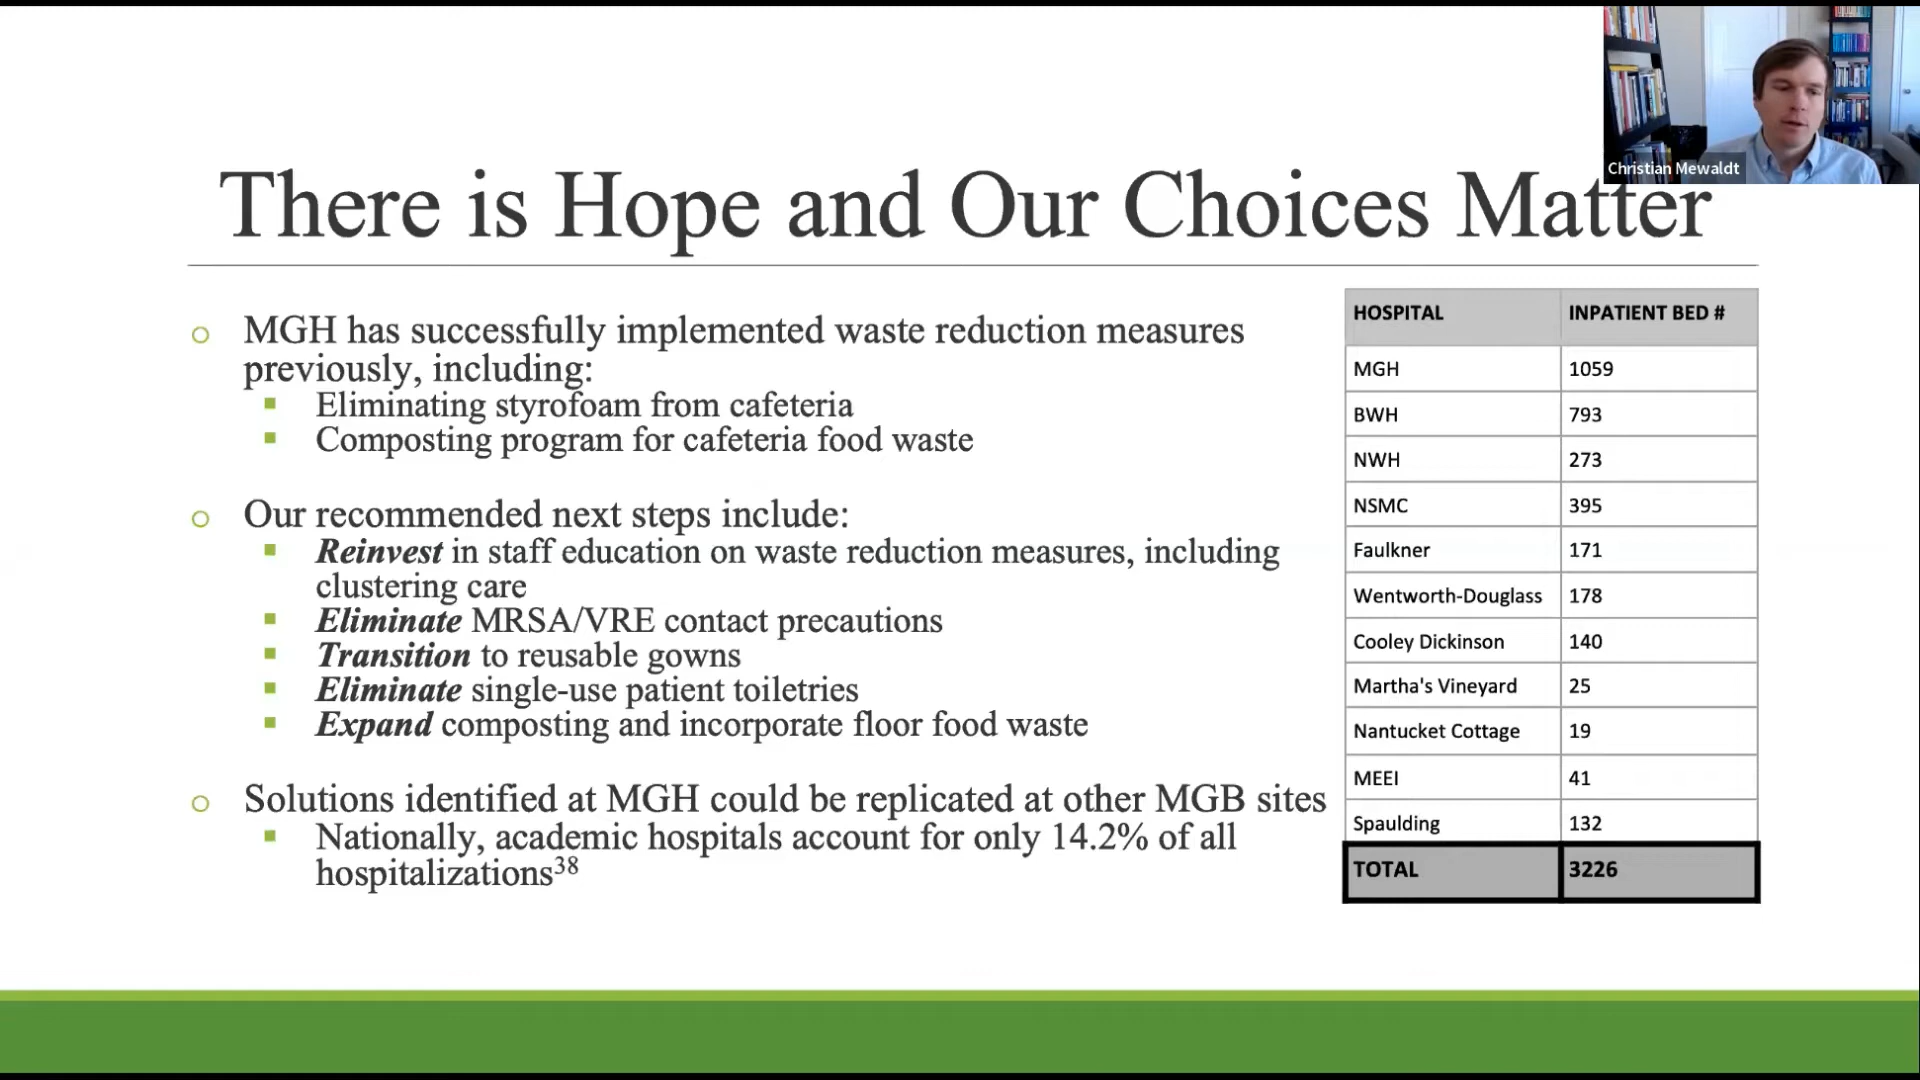 Christian Mewaldt
There is Hope and Our Choices Matter
MGH has successfully implemented waste reduction measures
previously, including:
Eliminating styrofoam from cafeteria
Composting program for cafeteria food waste
Our recommended next steps include:
Reinvest in staff education on waste reduction measures, including
clustering care
Eliminate MRSA/VRE contact precautions
Transition to reusable gowns
Eliminate single-use patient toiletries
Expand composting and incorporate floor food waste
Solutions identified at MGH could be replicated at other MGB sites
Nationally, academic hospitals account for only 14.2% of all
hospitalizations³⁸
HOSPITAL INPATIENT BED #
MGH 1059
BWH 793
NWH 273
NSMC 395
Faulkner 171
Wentworth-Douglass 178
Cooley Dickinson 140
Martha's Vineyard 25
Nantucket Cottage 19
MEEI 41
Spaulding 132
TOTAL 3226